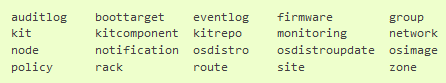 auditlog boottarget eventlog firmware group
kit kitcomponent kitrepo monitoring network
node notification osdistro osdistroupdate osimage
policy rack route site zone